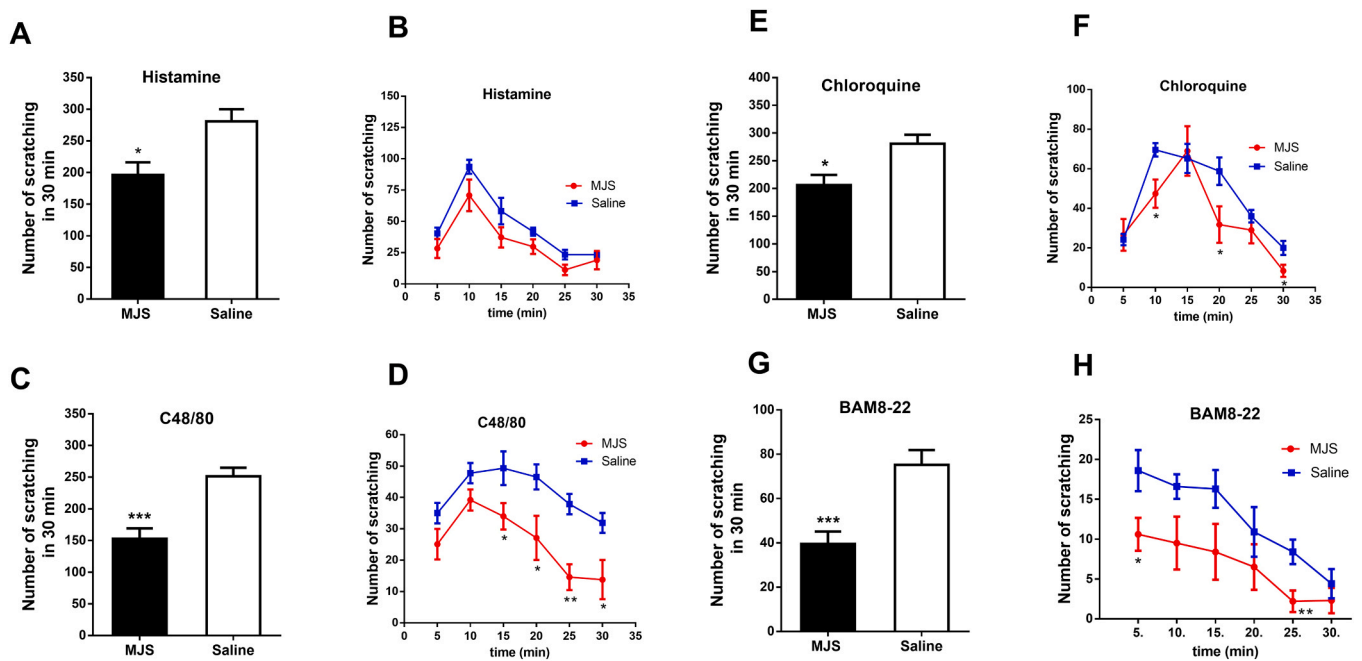 A
Histamine
Number of scratching
in 30 min
350
300
250
200
150
100
50
0
*
MJS
Saline
B
Histamine
Number of scratching
125
100
75
50
25
0
0
5
10
15
20
25
30
35
time (min)
MJS
Saline
E
Chloroquine
Number of scratching
in 30 min
400
350
300
250
200
150
100
50
0
*
MJS
Saline
F
Chloroquine
Number of scratching
100
80
60
40
20
0
*
*
*
0
5
10
15
20
25
30
35
time (min)
MJS
Saline
C
C48/80
Number of scratching
in 30 min
350
300
250
200
150
100
50
0
***
MJS
Saline
D
C48/80
Number of scratching
60
50
40
30
20
10
0
*
*
**
*
0
5
10
15
20
25
30
35
time (min)
MJS
Saline
G
BAM8-22
Number of scratching
in 30 min
100
80
60
40
20
0
***
MJS
Saline
H
BAM8-22
Number of scratching
25
20
15
10
5
0
*
**
5.
10.
15.
20.
25.
30.
time (min)
MJS
Saline